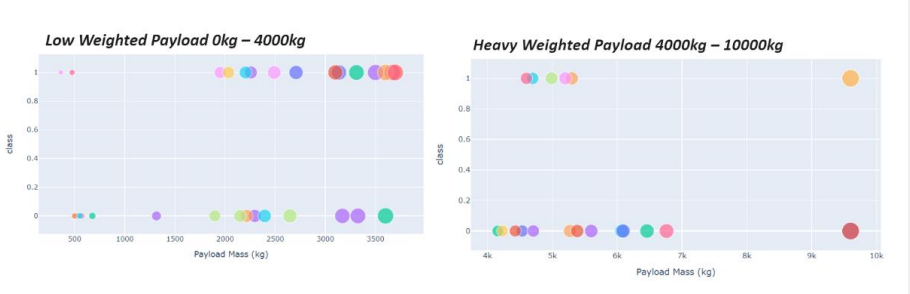 Low Weighted Payload 0kg – 4000kg
1
0.8
0.6
0.4
0.2
0
class
500
1000
1500
2000
2500
3000
3500
Payload Mass (kg)
Heavy Weighted Payload 4000kg – 10000kg
1
0.8
0.6
0.4
0.2
0
class
4k
5k
6k
7k
8k
9k
10k
Payload Mass (kg)